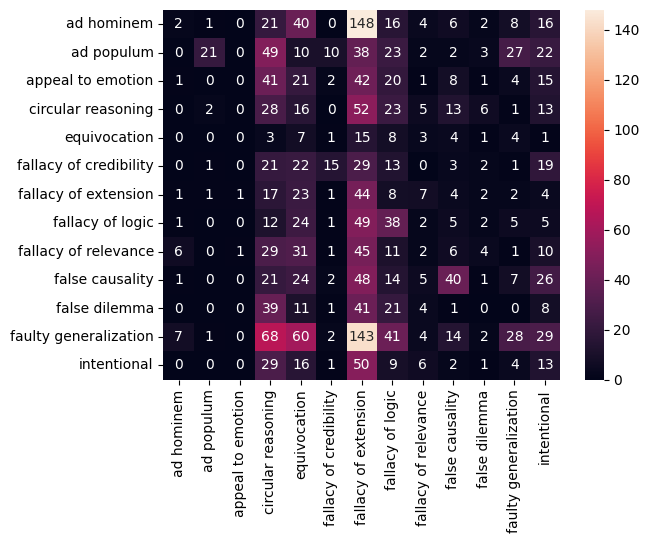 ad hominem 2 1 0 21 40 0 148 16 4 6 2 8 16
ad populum 0 21 0 49 10 10 38 23 2 2 3 27 22
appeal to emotion 1 0 0 41 21 2 42 20 1 8 1 4 15
circular reasoning 0 2 0 28 16 0 52 23 5 13 6 1 13
equivocation 0 0 0 3 7 1 15 8 3 4 1 4 1
fallacy of credibility 0 1 0 21 22 15 29 13 0 3 2 1 19
fallacy of extension 1 1 1 17 23 1 44 8 7 4 2 2 4
fallacy of logic 1 0 0 12 24 1 49 38 2 5 2 5 5
fallacy of relevance 6 0 1 29 31 1 45 11 2 6 4 1 10
false causality 1 0 0 21 24 2 48 14 5 40 1 7 26
false dilemma 0 0 0 39 11 1 41 21 4 1 0 0 8
faulty generalization 7 1 0 68 60 2 143 41 4 14 2 28 29
intentional 0 0 0 29 16 1 50 9 6 2 1 4 13
ad hominem
ad populum
appeal to emotion
circular reasoning
equivocation
fallacy of credibility
fallacy of extension
fallacy of logic
fallacy of relevance
false causality
false dilemma
faulty generalization
intentional
140
120
100
80
60
40
20
0